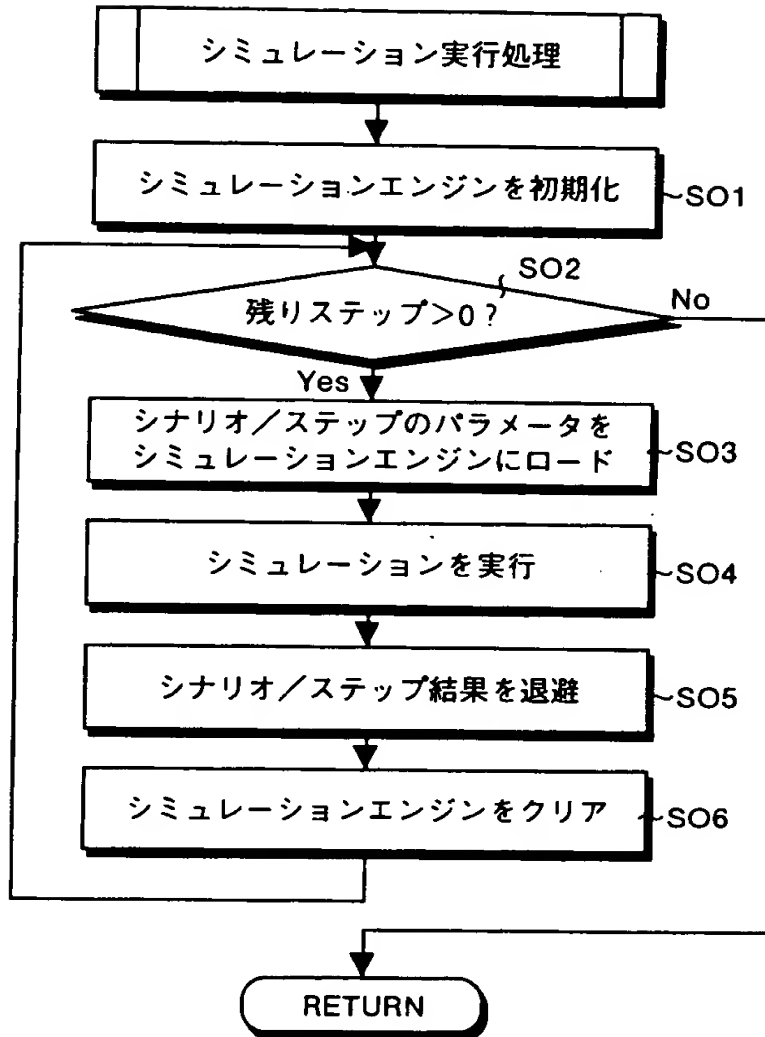 シミュレーション実行処理
シミュレーションエンジンを初期化
SO1
SO2
残りステップ>0?
No
Yes
シナリオ/ステップのパラメータを
シミュレーションエンジンにロード
SO3
シミュレーションを実行
SO4
シナリオ/ステップ結果を退避
SO5
シミュレーションエンジンをクリア
SO6
RETURN